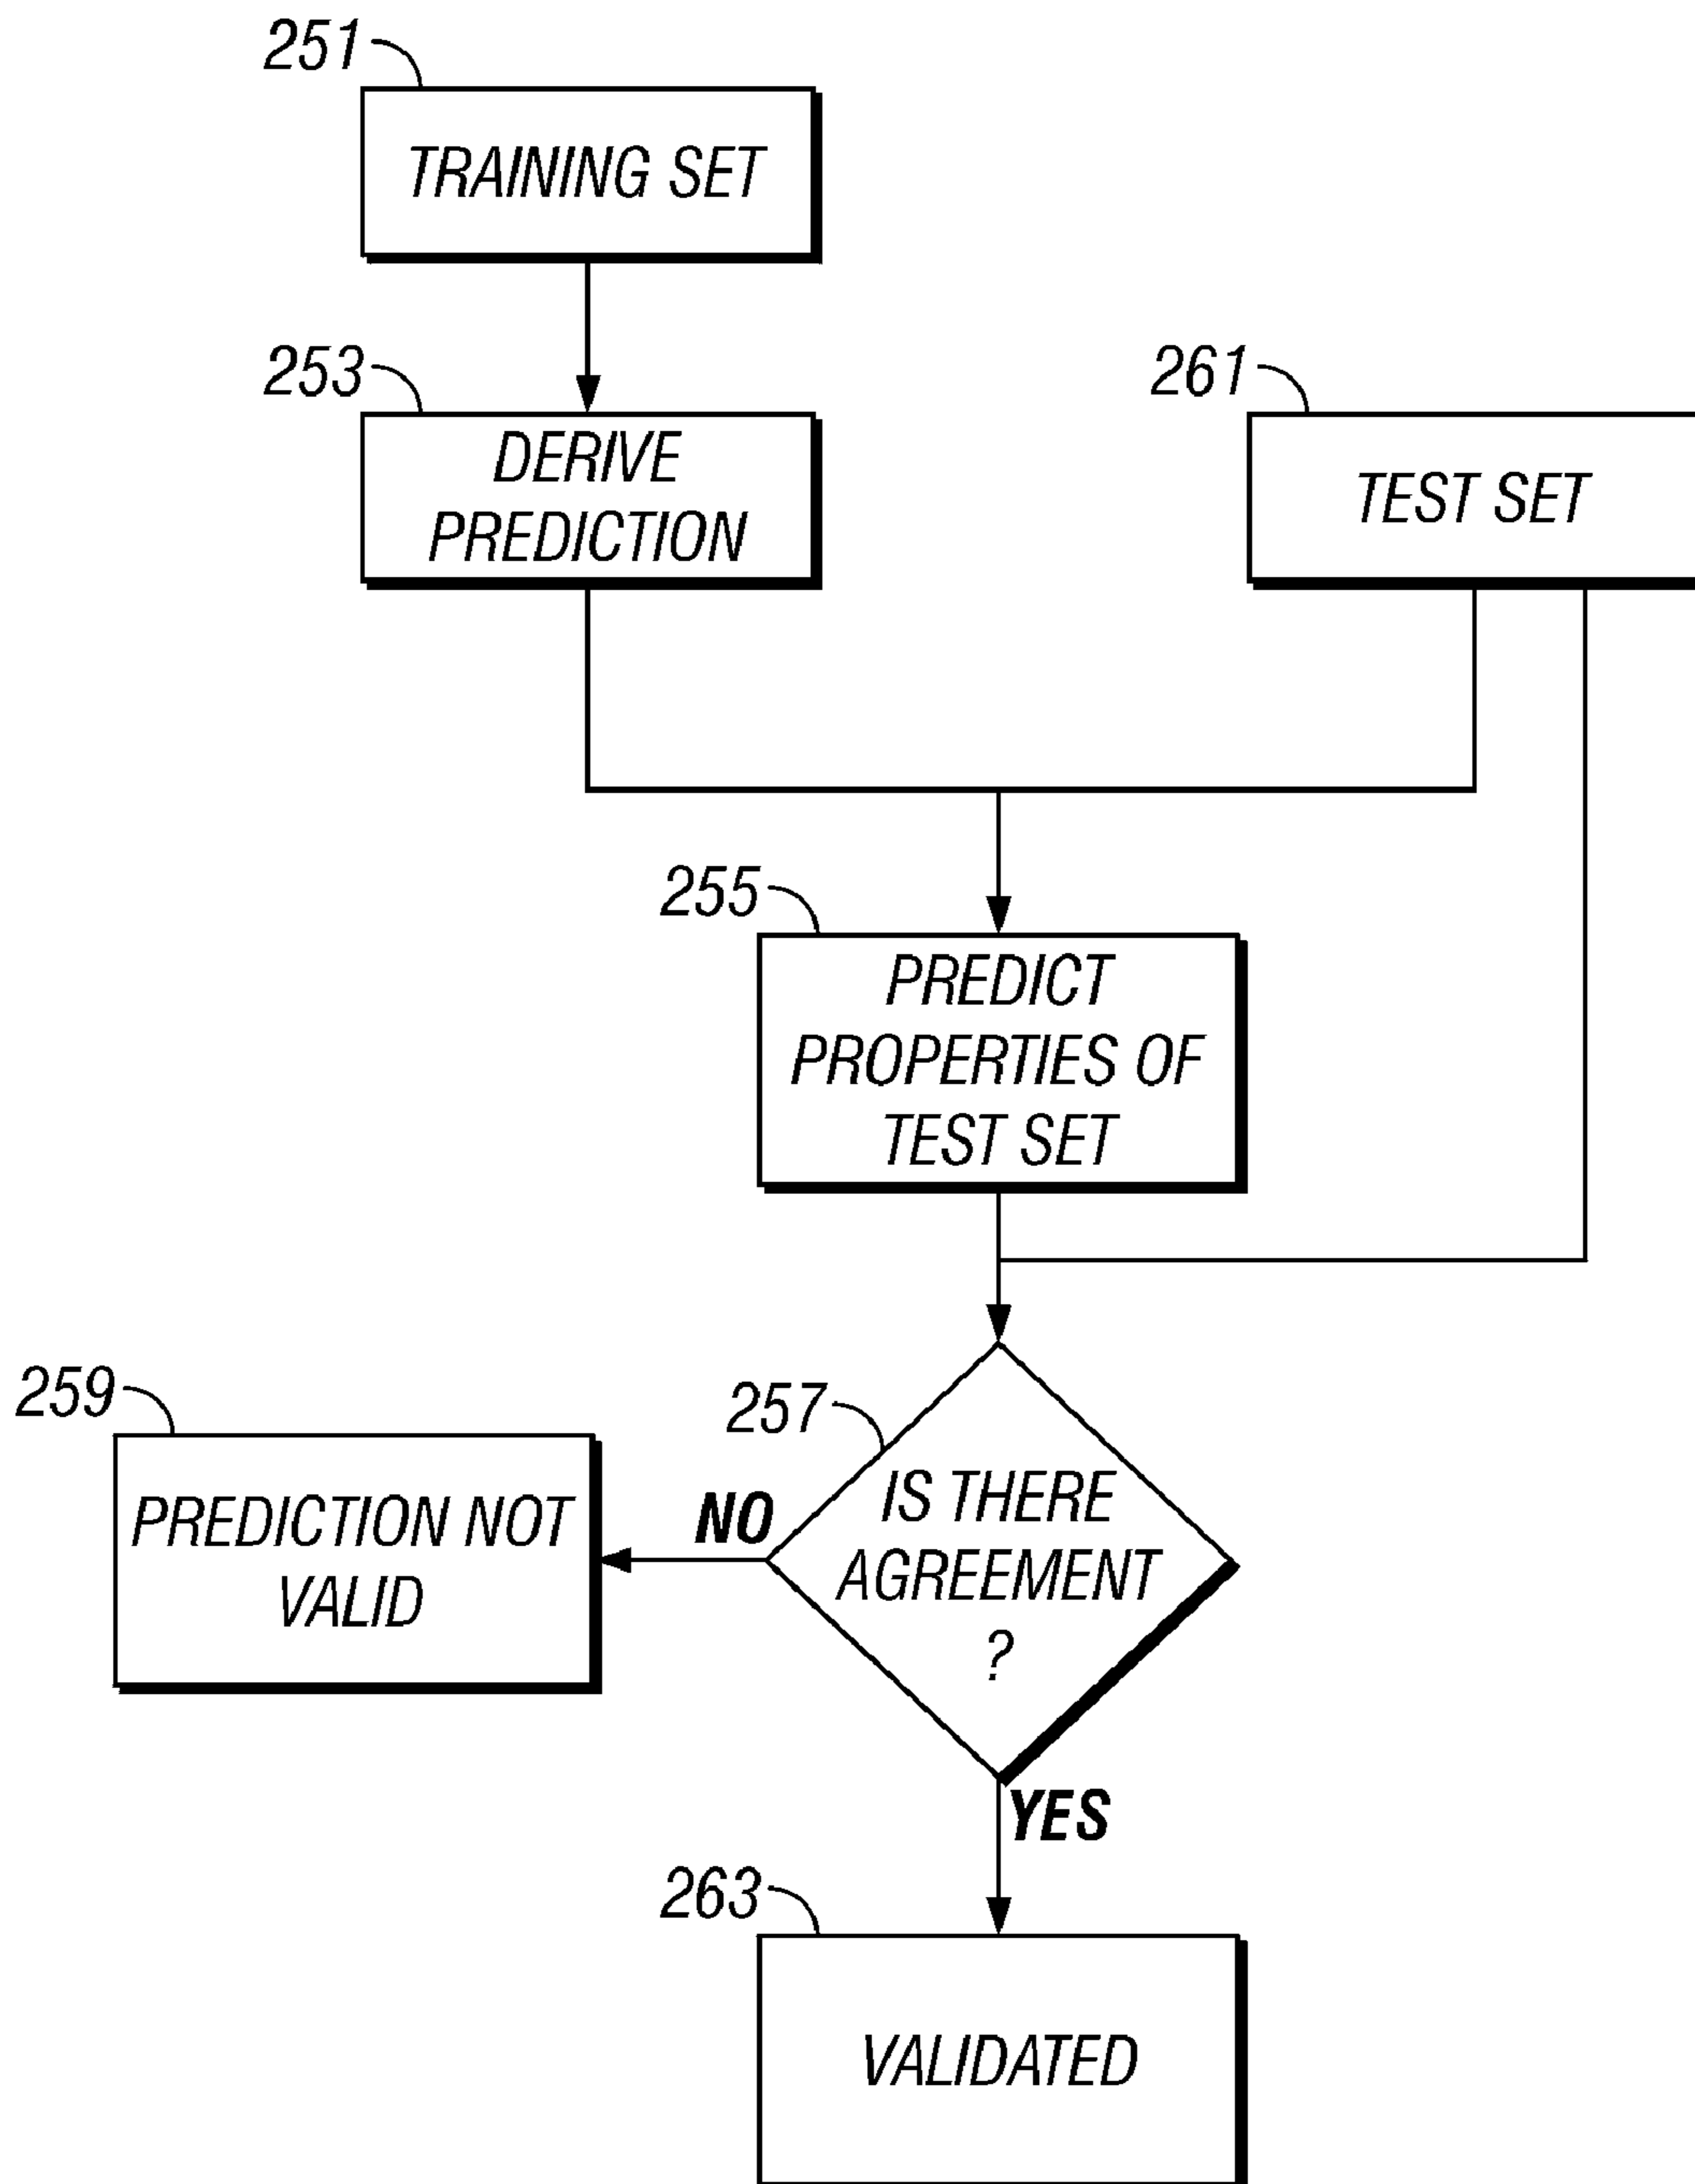 251
TRAINING SET
253
DERIVE
PREDICTION
261
TEST SET
255
PREDICT
PROPERTIES OF
TEST SET
259
PREDICTION NOT
VALID
257
NO
IS THERE
AGREEMENT
?
YES
263
VALIDATED